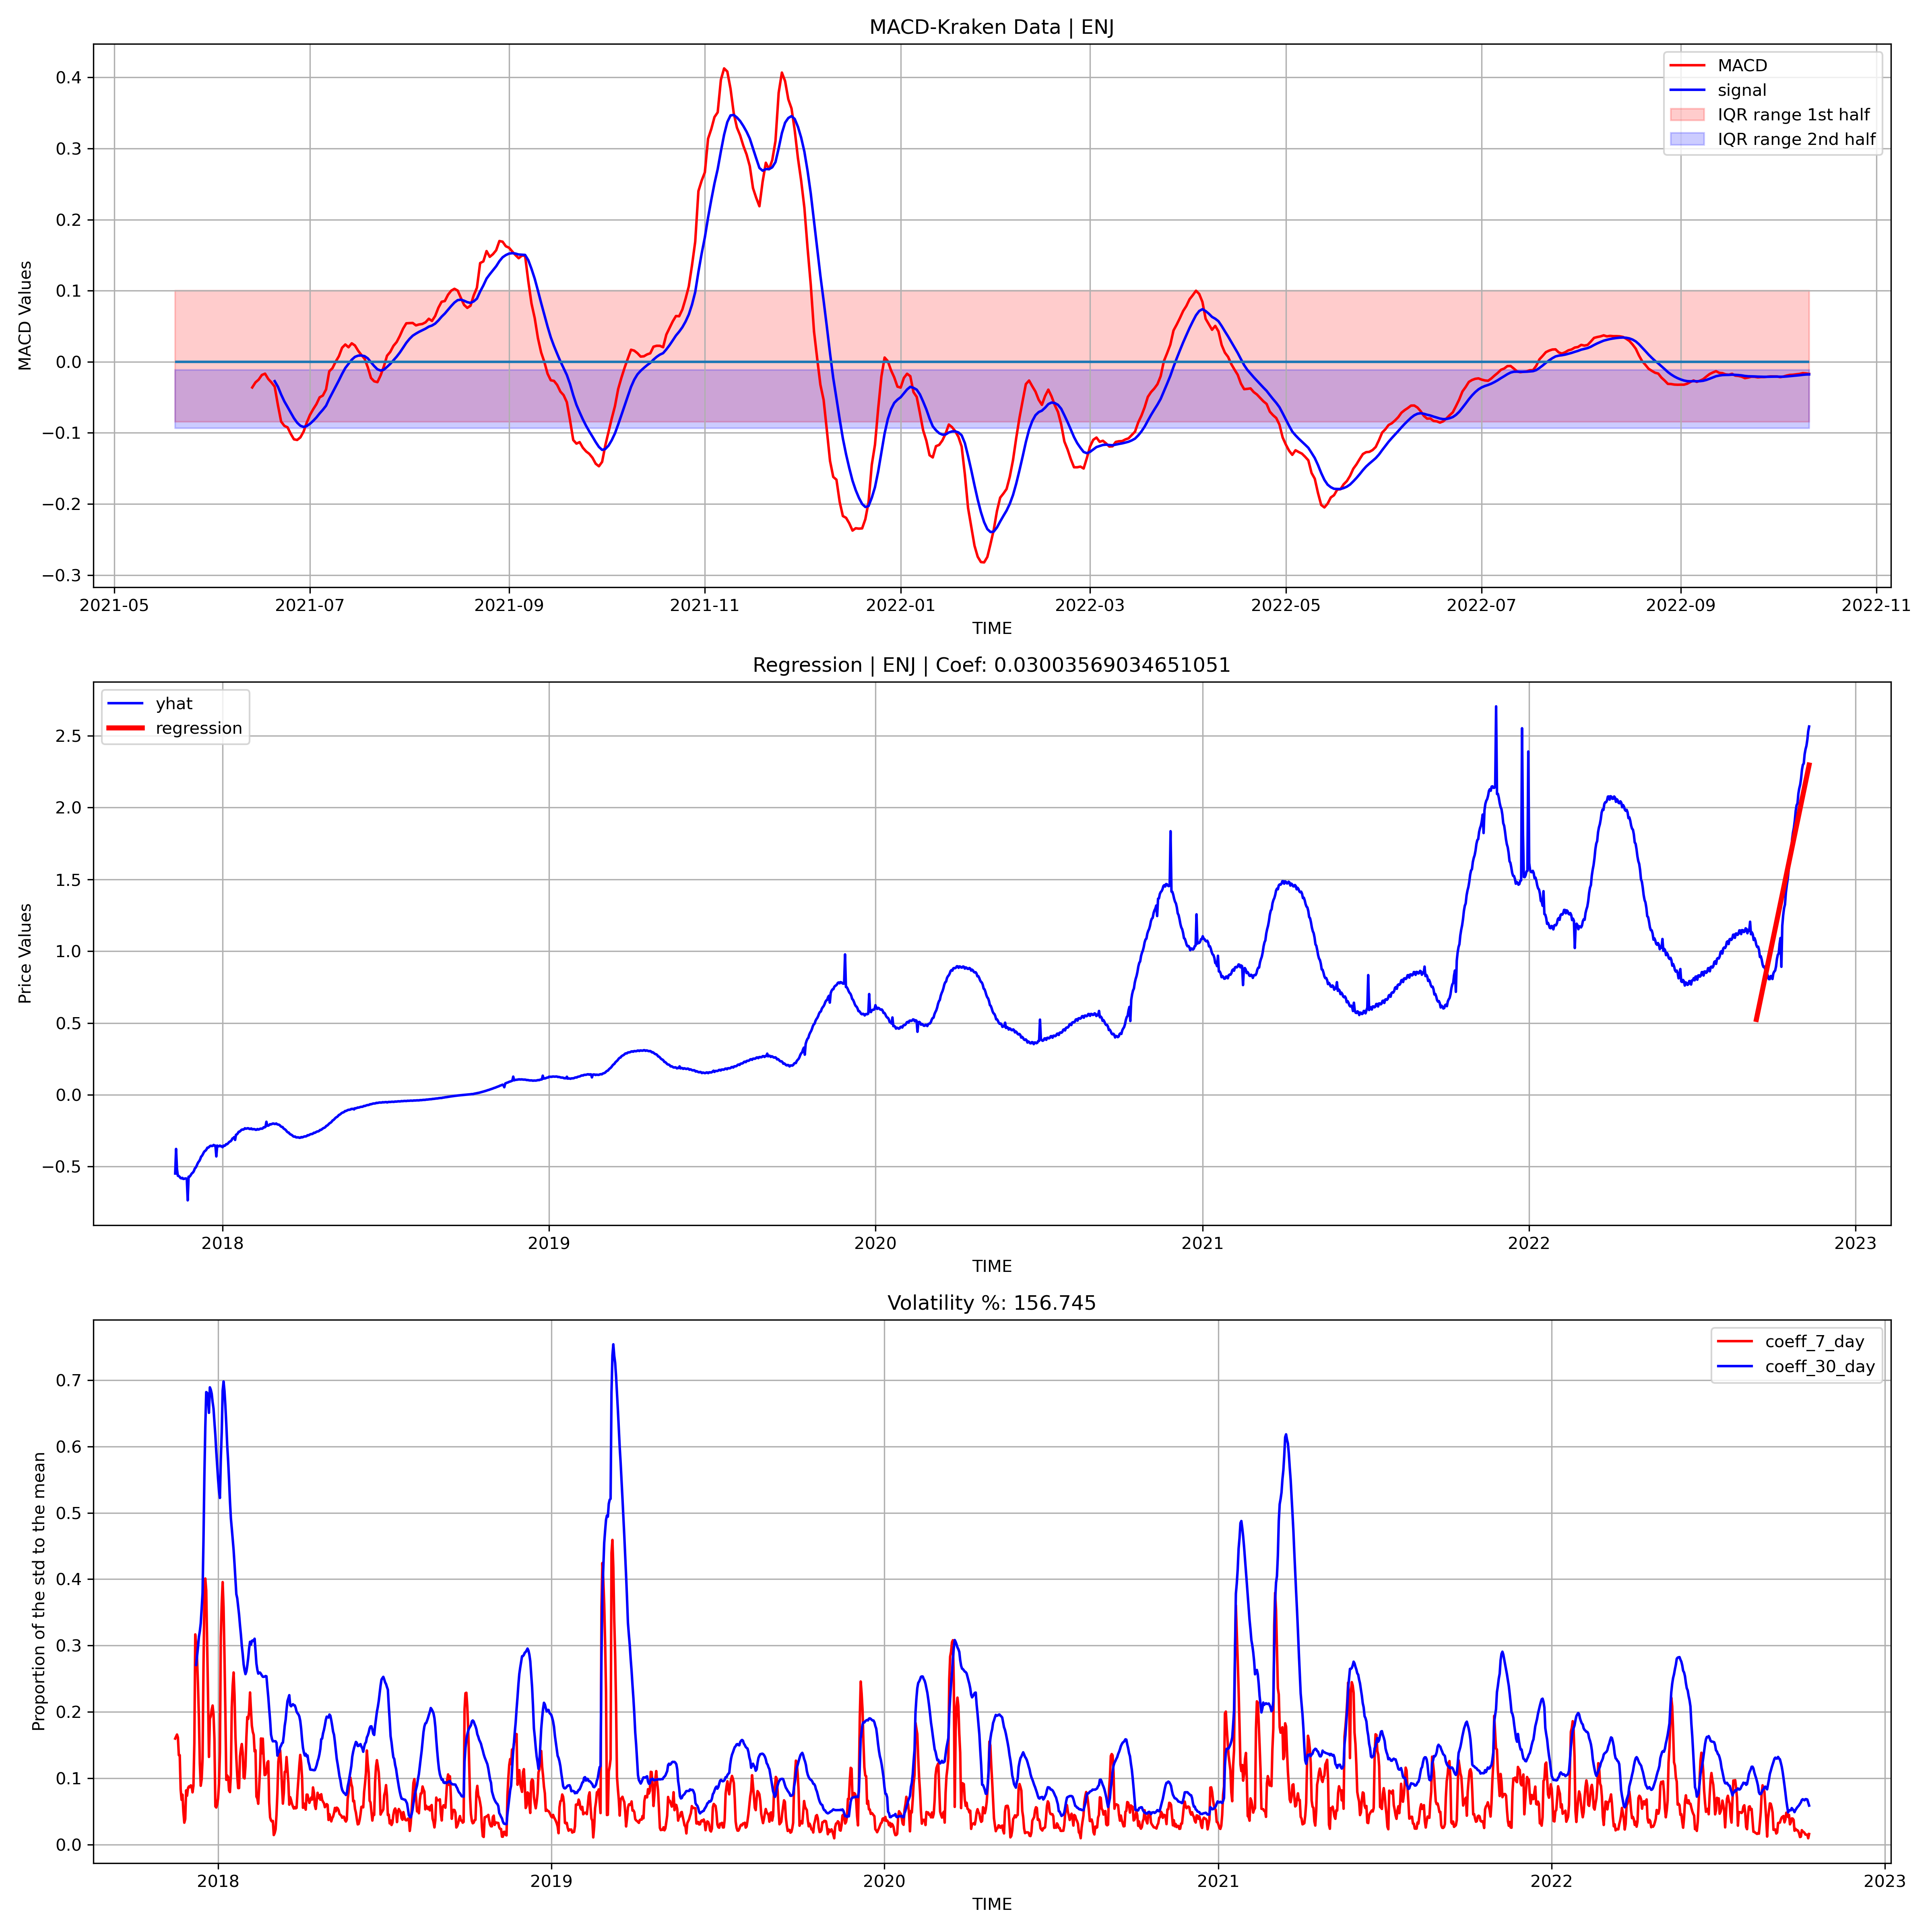 MACD-Kraken Data | ENJ
MACD
signal
IQR range 1st half
IQR range 2nd half
MACD Values
0.4
0.3
0.2
0.1
0.0
−0.1
−0.2
−0.3
2021-05 2021-07 2021-09 2021-11 2022-01 2022-03 2022-05 2022-07 2022-09 2022-11
TIME
Regression | ENJ | Coef: 0.03003569034651051
yhat
regression
Price Values
2.5
2.0
1.5
1.0
0.5
0.0
−0.5
2018 2019 2020 2021 2022 2023
TIME
Volatility %: 156.745
coeff_7_day
coeff_30_day
Proportion of the std to the mean
0.7
0.6
0.5
0.4
0.3
0.2
0.1
0.0
2018 2019 2020 2021 2022 2023
TIME